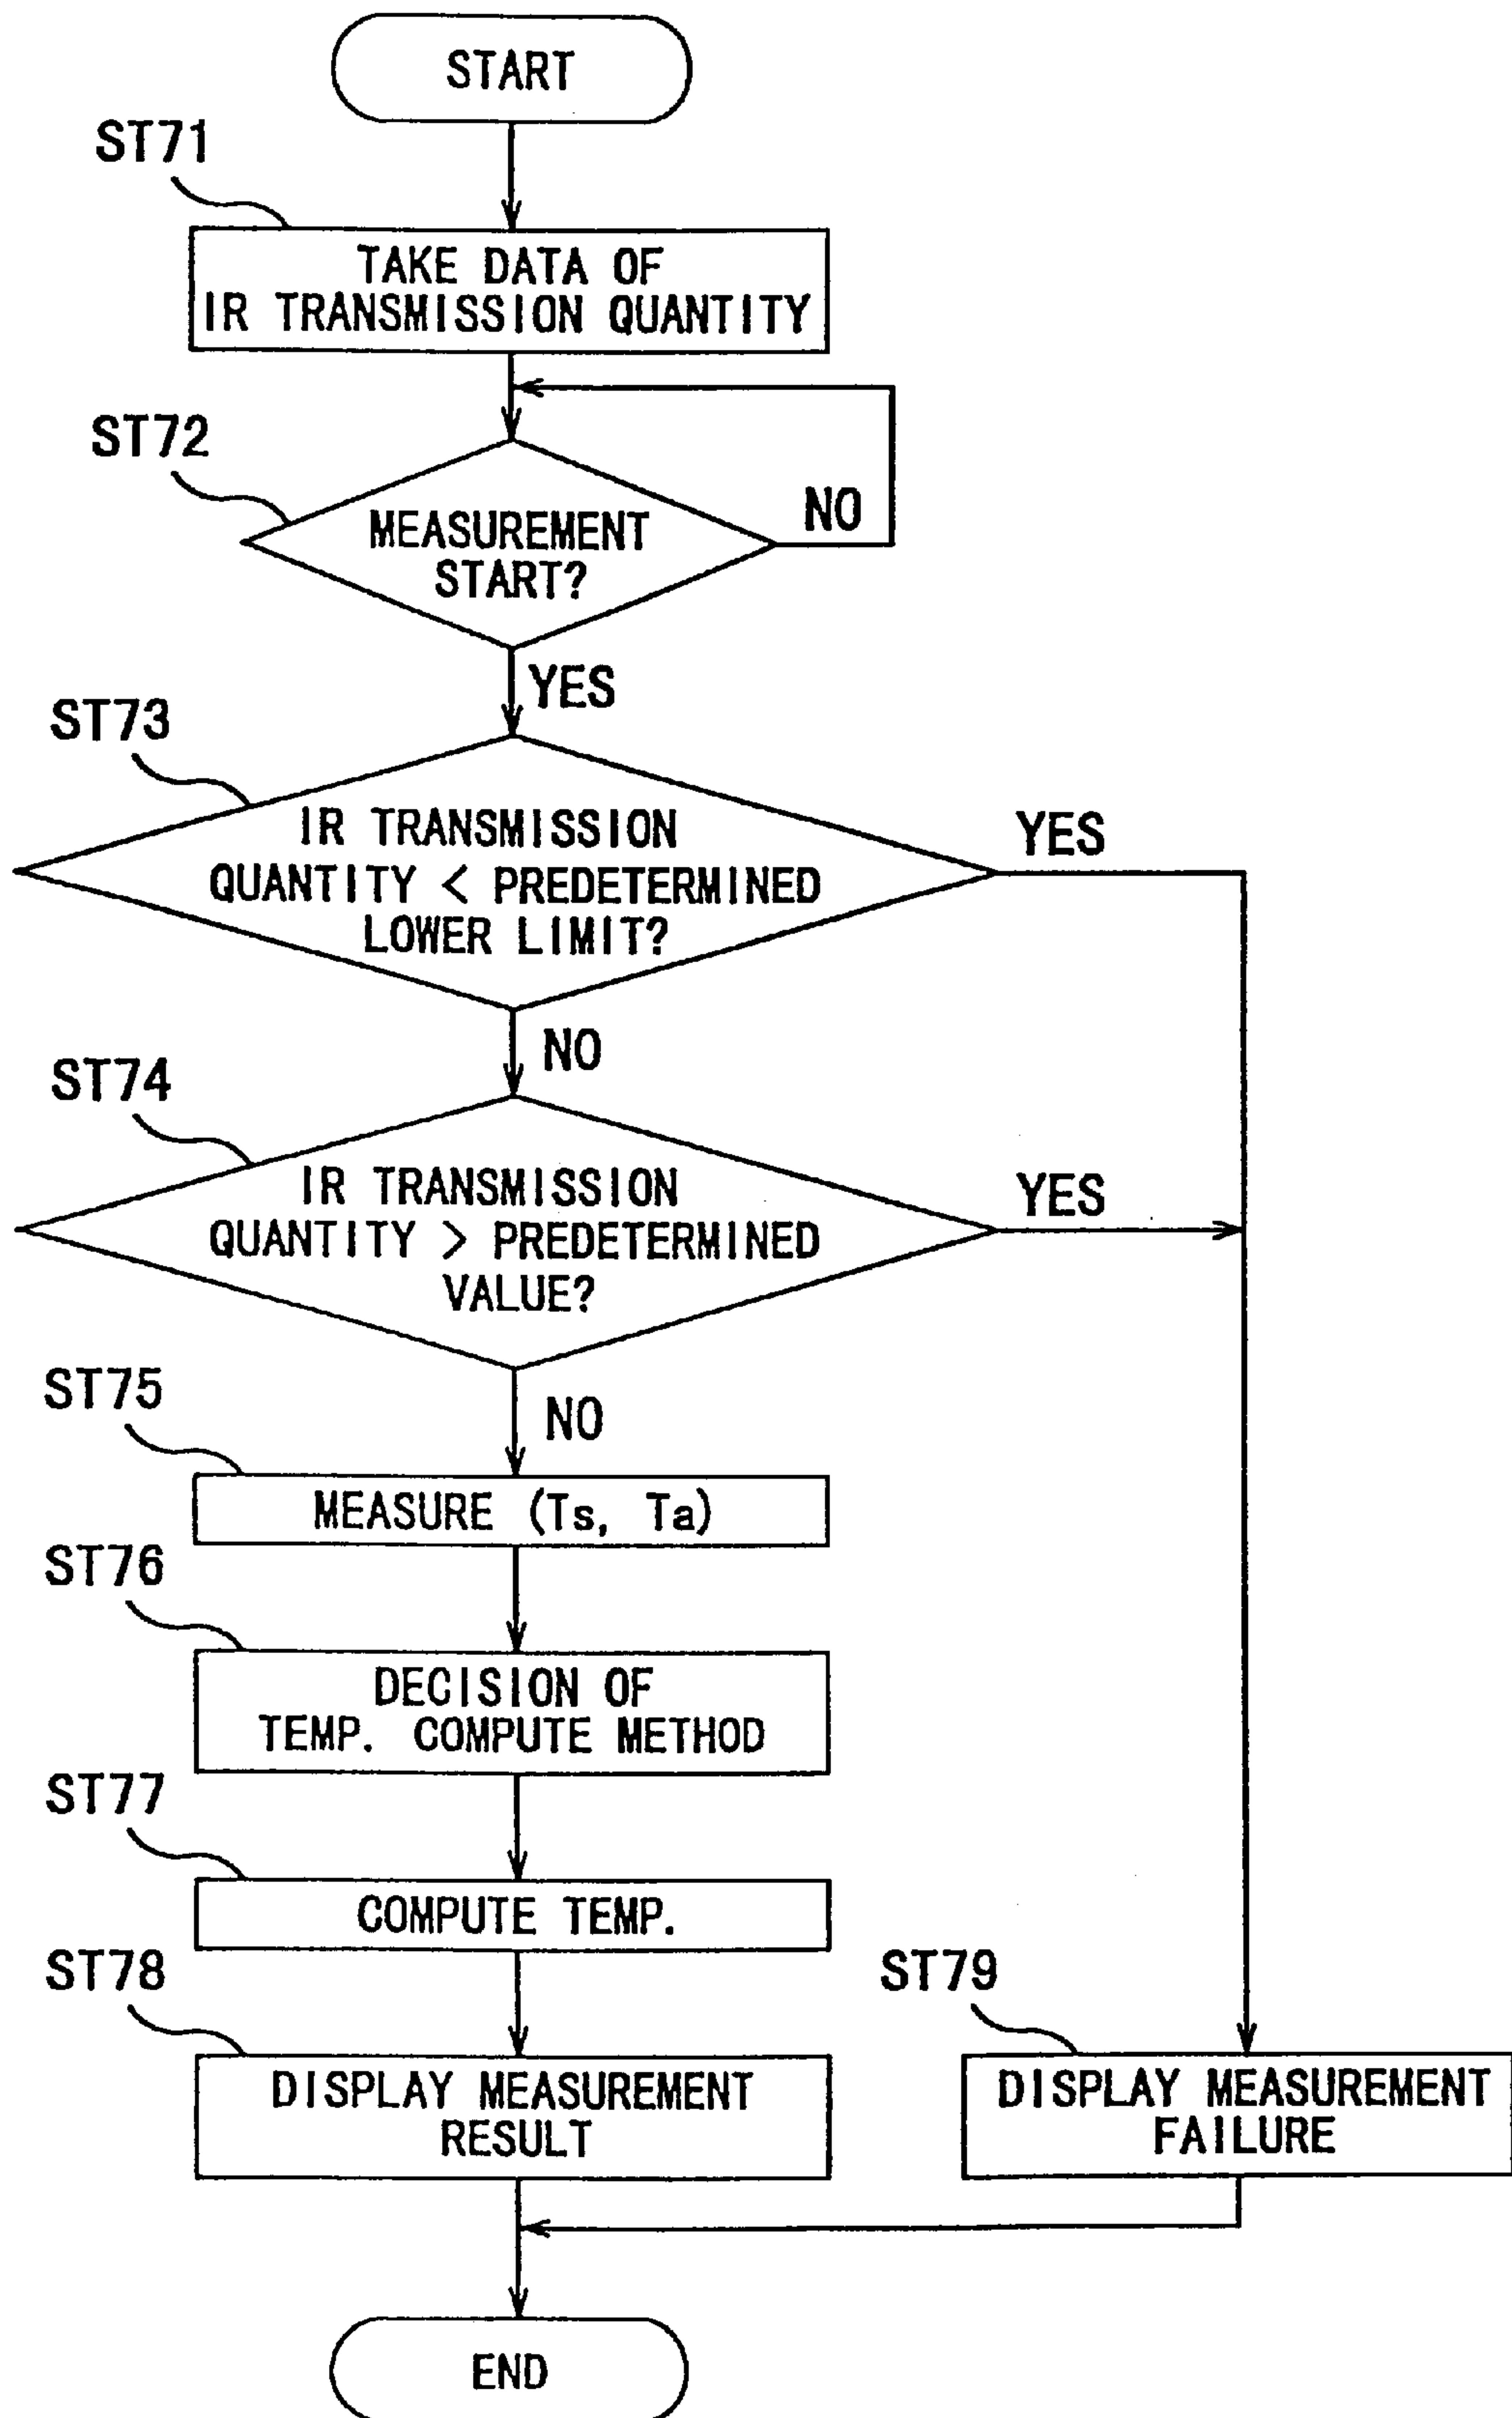 START
ST71
TAKE DATA OF
IR TRANSMISSION QUANTITY
ST72
MEASUREMENT
START?
NO
YES
ST73
IR TRANSMISSION
QUANTITY < PREDETERMINED
LOWER LIMIT?
YES
NO
ST74
IR TRANSMISSION
QUANTITY > PREDETERMINED
VALUE?
YES
NO
ST75
MEASURE (Ts, Ta)
ST76
DECISION OF
TEMP. COMPUTE METHOD
ST77
COMPUTE TEMP.
ST78
DISPLAY MEASUREMENT
RESULT
ST79
DISPLAY MEASUREMENT
FAILURE
END